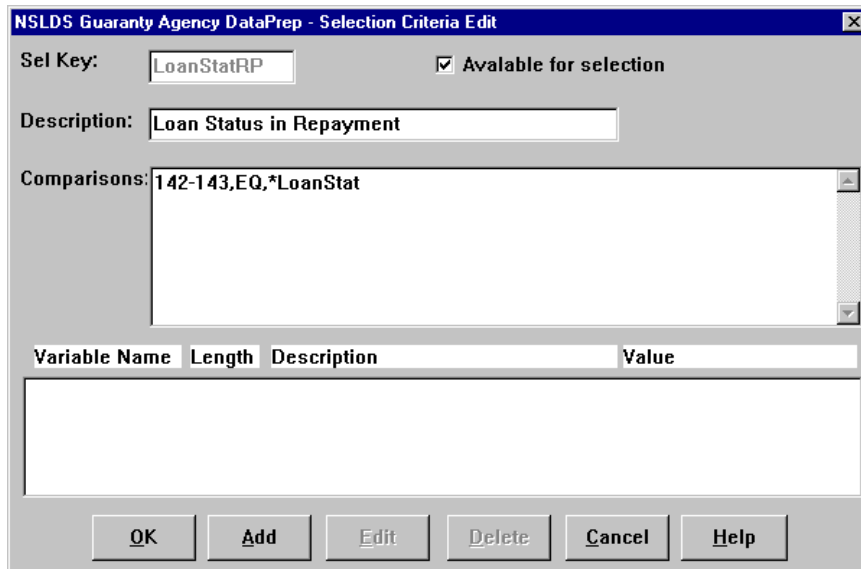 NSLDS Guaranty Agency DataPrep - Selection Criteria Edit
Sel Key: LoanStatRP Avalable for selection
Description: Loan Status in Repayment
Comparisons: 142-143,EQ,*LoanStat
Variable Name Length Description Value
OK Add Edit Delete Cancel Help